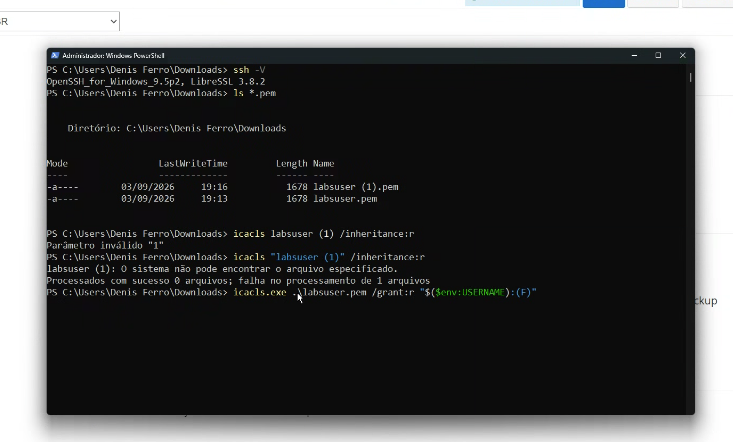 R
Administrador: Windows PowerShell
PS C:\Users\Denis Ferro\Downloads> ssh -V
OpenSSH_for_Windows_9.5p2, LibreSSL 3.8.2
PS C:\Users\Denis Ferro\Downloads> ls *.pem
Diretório: C:\Users\Denis Ferro\Downloads
Mode LastWriteTime Length Name
---- ------------- ------ ----
-a---- 03/09/2026 19:16 1678 labsuser (1).pem
-a---- 03/09/2026 19:13 1678 labsuser.pem
PS C:\Users\Denis Ferro\Downloads> icacls labsuser (1) /inheritance:r
Parâmetro inválido "1"
PS C:\Users\Denis Ferro\Downloads> icacls "labsuser (1)" /inheritance:r
labsuser (1): O sistema não pode encontrar o arquivo especificado.
Processados com sucesso 0 arquivos; falha no processamento de 1 arquivos
PS C:\Users\Denis Ferro\Downloads> icacls.exe .\labsuser.pem /grant:r "$($env:USERNAME):(F)"
ckup